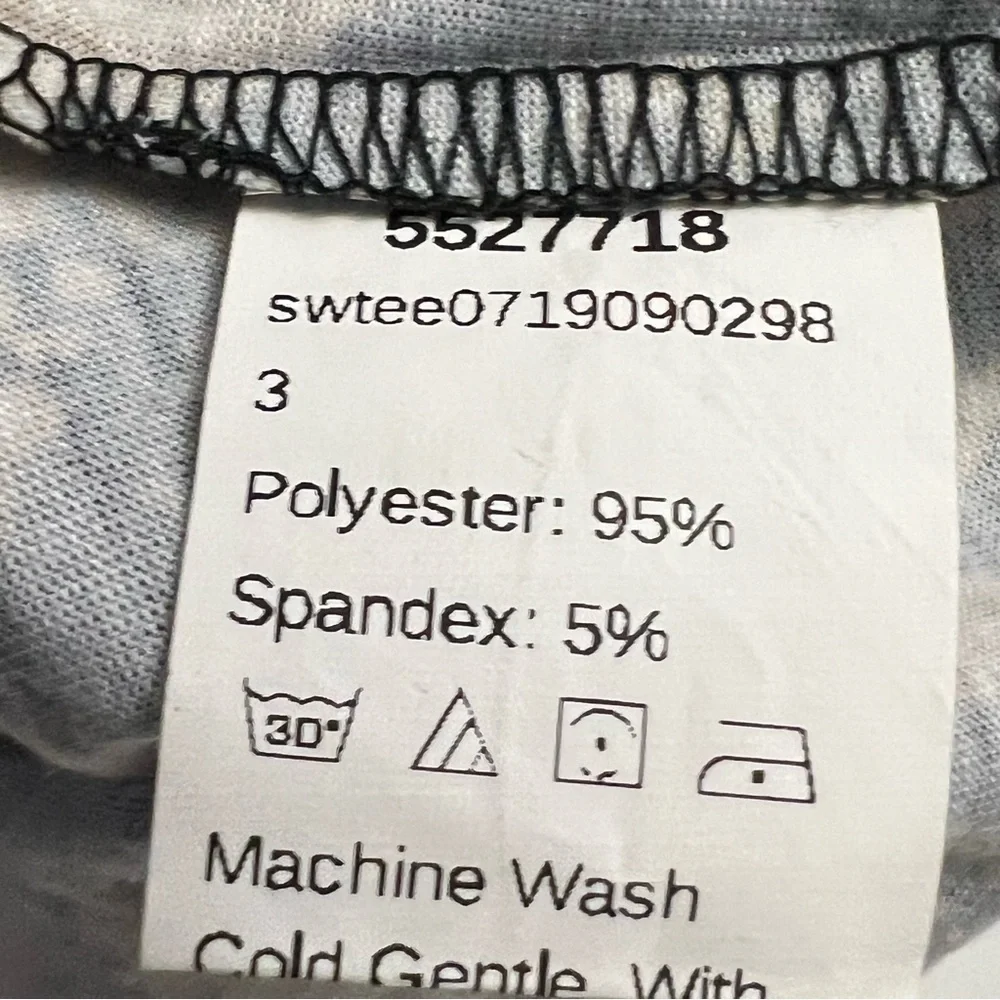 5527718
swtee0719090298
3
Polyester: 95%
Spandex: 5%
30°
Machine Wash
Cold Gentle, With